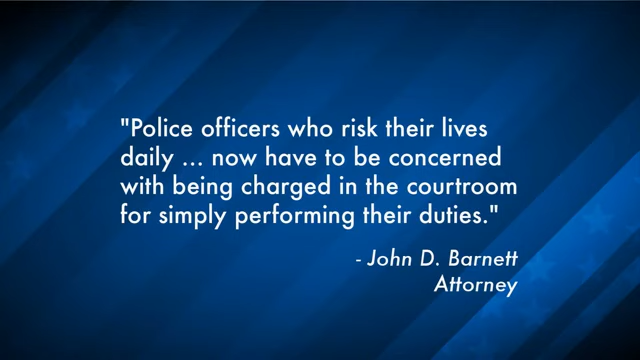 "Police officers who risk their lives
daily ... now have to be concerned
with being charged in the courtroom
for simply performing their duties."
- John D. Barnett
Attorney